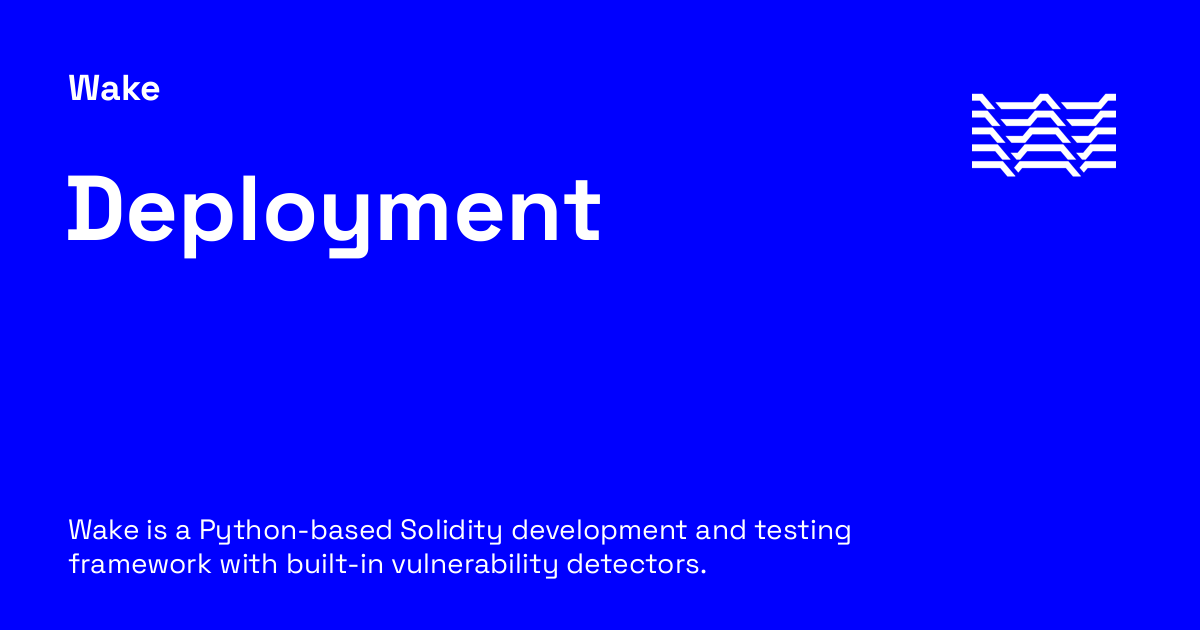 Wake
Deployment
Wake is a Python-based Solidity development and testing
framework with built-in vulnerability detectors.